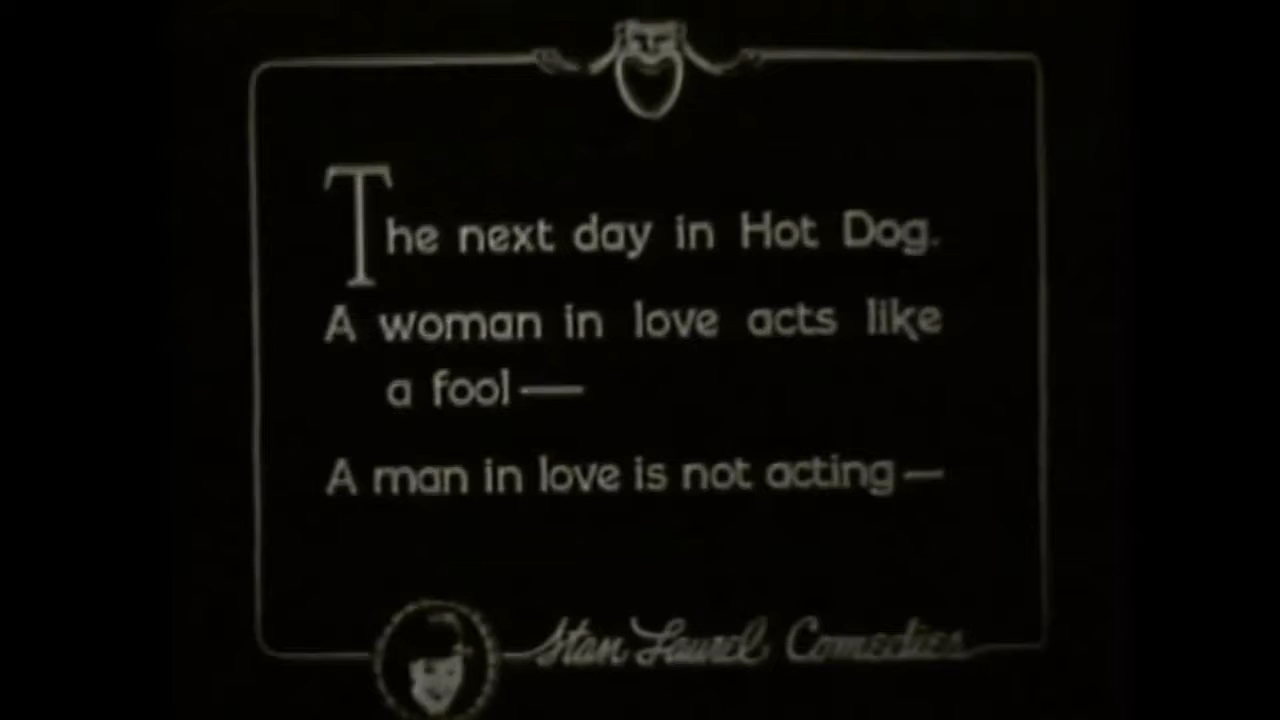 The next day in Hot Dog.
A woman in love acts like
a fool —
A man in love is not acting —
Stan Laurel Comedies